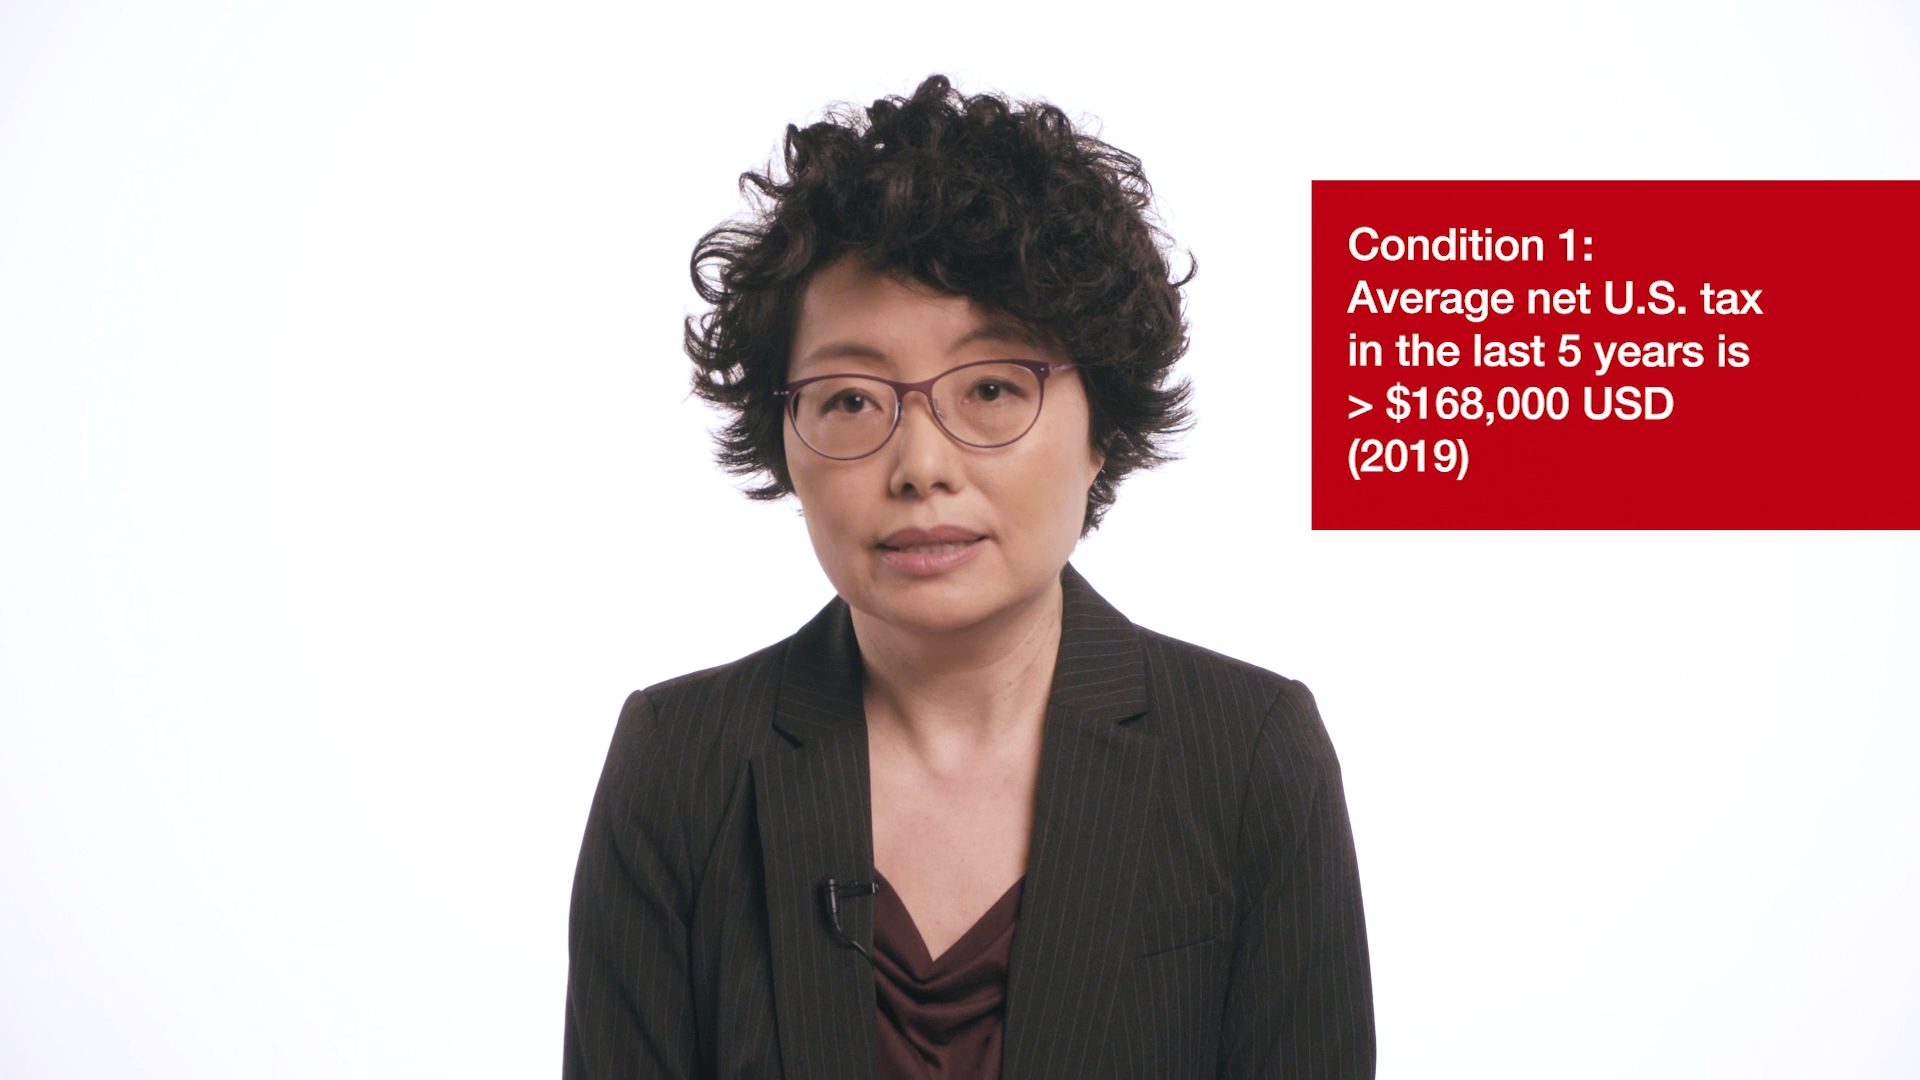 Condition 1:
Average net U.S. tax
in the last 5 years is
> $168,000 USD
(2019)